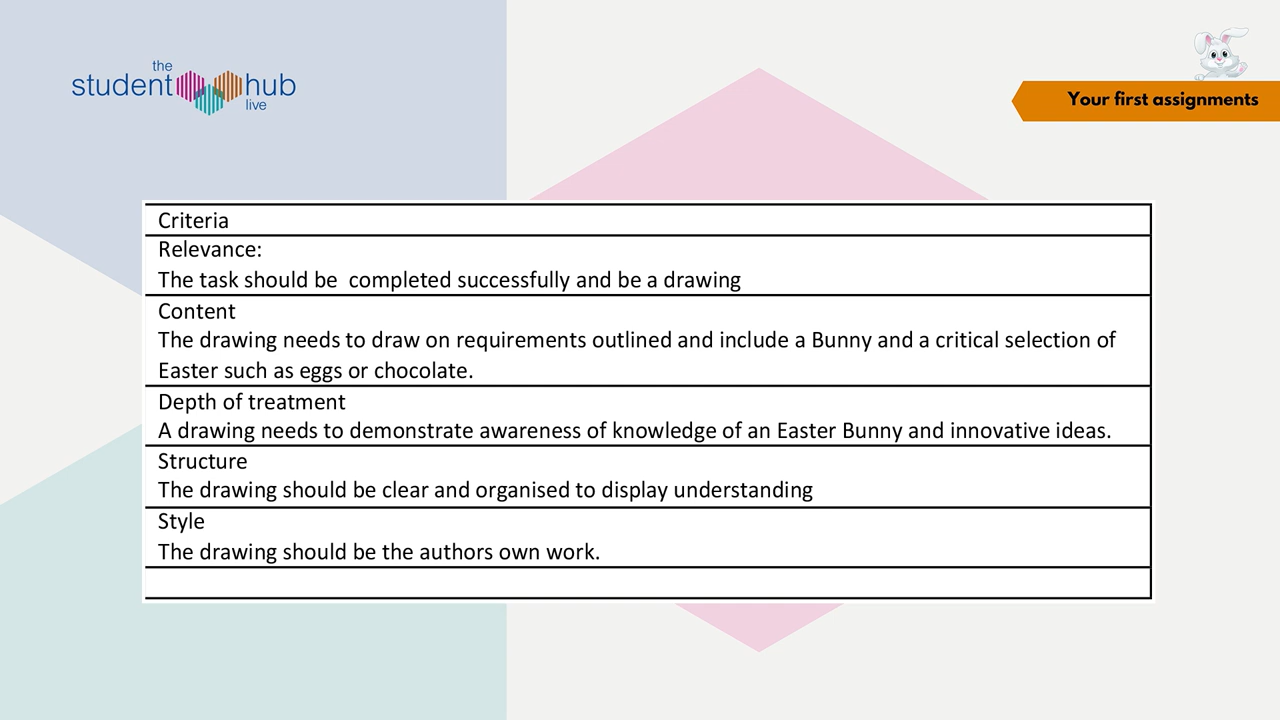 the
student hub
live
Your first assignments
Criteria
Relevance:
The task should be  completed successfully and be a drawing
Content
The drawing needs to draw on requirements outlined and include a Bunny and a critical selection of
Easter such as eggs or chocolate.
Depth of treatment
A drawing needs to demonstrate awareness of knowledge of an Easter Bunny and innovative ideas.
Structure
The drawing should be clear and organised to display understanding
Style
The drawing should be the authors own work.